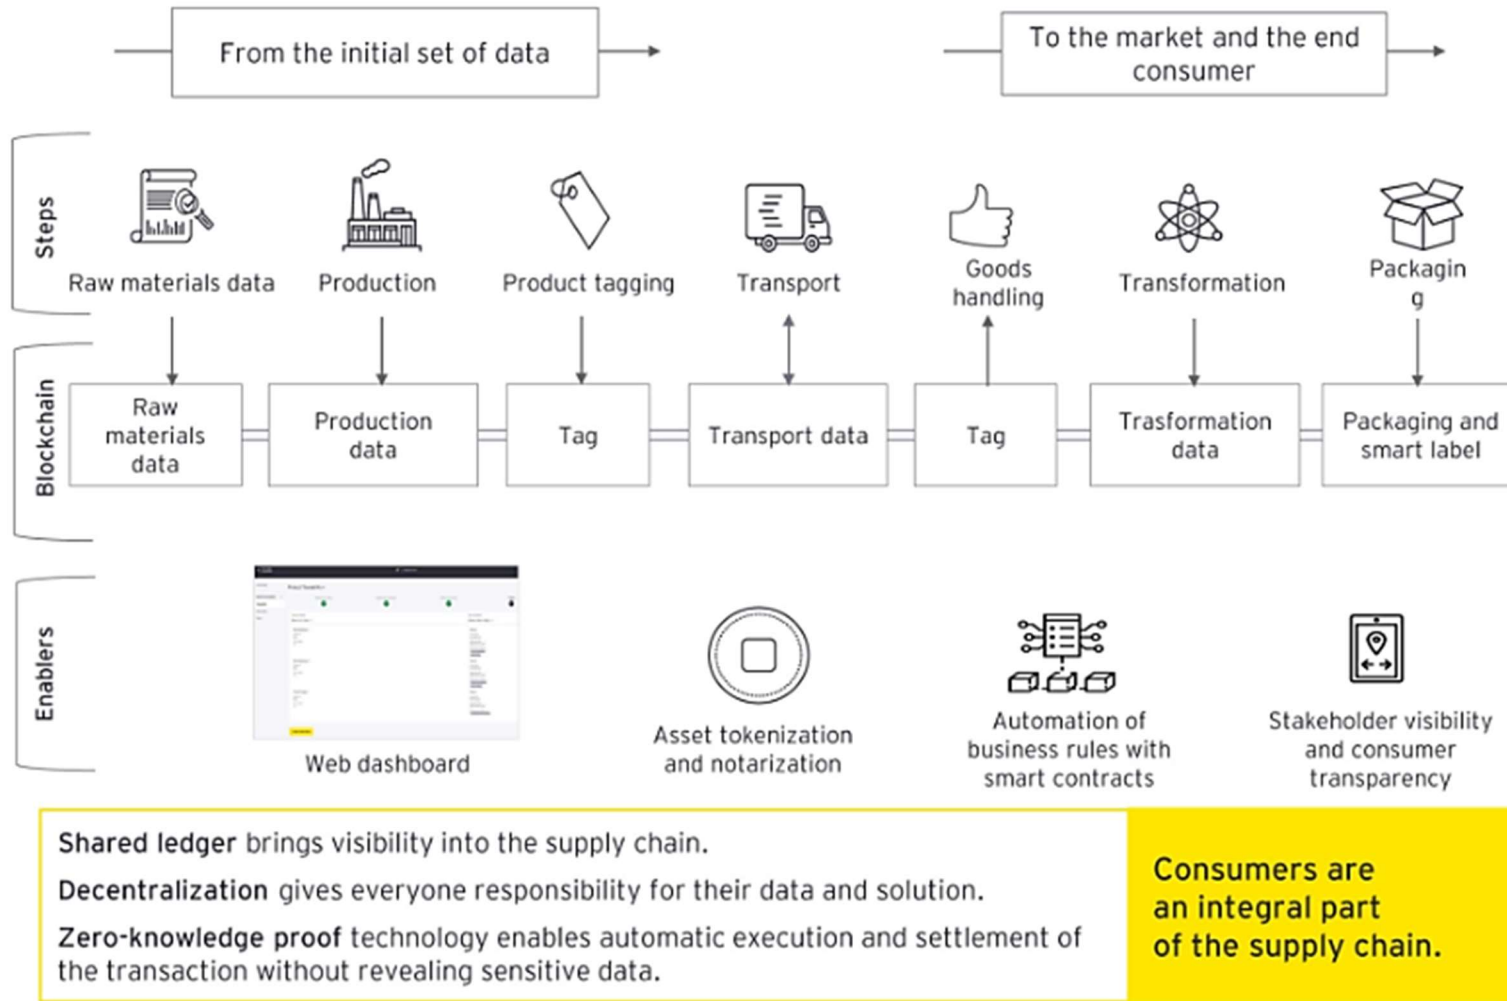 From the initial set of data
To the market and the end
consumer
Steps
Raw materials data
Production
Product tagging
Transport
Goods
handling
Transformation
Packagin
g
Blockchain
Raw
materials
data
Production
data
Tag
Transport data
Tag
Trasformation
data
Packaging and
smart label
Enablers
Web dashboard
Asset tokenization
and notarization
Automation of
business rules with
smart contracts
Stakeholder visibility
and consumer
transparency
Shared ledger brings visibility into the supply chain.
Decentralization gives everyone responsibility for their data and solution.
Zero-knowledge proof technology enables automatic execution and settlement of
the transaction without revealing sensitive data.
Consumers are
an integral part
of the supply chain.